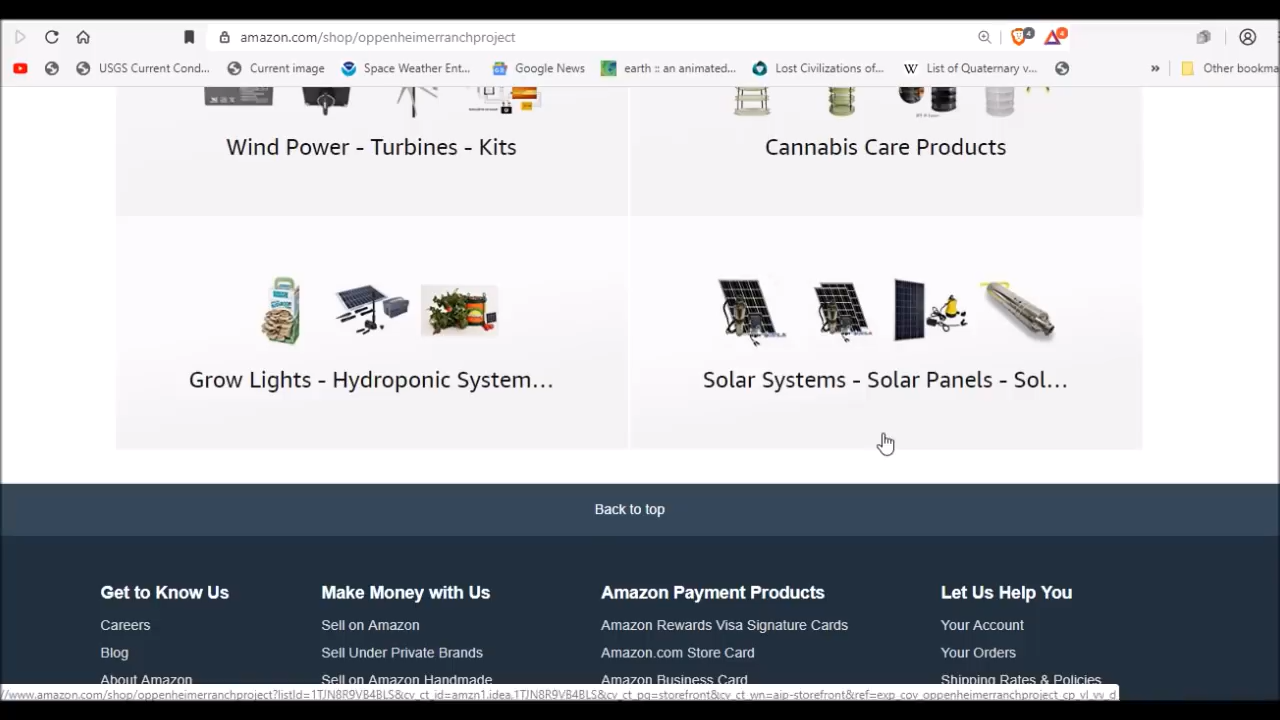 amazon.com/shop/oppenheimerranchproject
4
4
USGS Current Cond...
Current image
Space Weather Ent...
Google News
earth :: an animated...
Lost Civilizations of...
W
List of Quaternary v...
»
Other bookma
Wind Power - Turbines - Kits
Cannabis Care Products
Grow Lights - Hydroponic System...
Solar Systems - Solar Panels - Sol...
Back to top
Get to Know Us
Make Money with Us
Amazon Payment Products
Let Us Help You
Careers
Sell on Amazon
Amazon Rewards Visa Signature Cards
Your Account
Blog
Sell Under Private Brands
Amazon.com Store Card
Your Orders
About Amazon
Sell on Amazon Handmade
Amazon Business Card
Shipping Rates & Policies
//www.amazon.com/shop/oppenheimerranchproject?listId=1TJN8R9VB4BLS&cv_ct_id=amzn1.idea.1TJN8R9VB4BLS&cv_ct_pg=storefront&cv_ct_wn=aip-storefront&ref=exp_cov_oppenheimerranchproject_cp_vl_vv_d